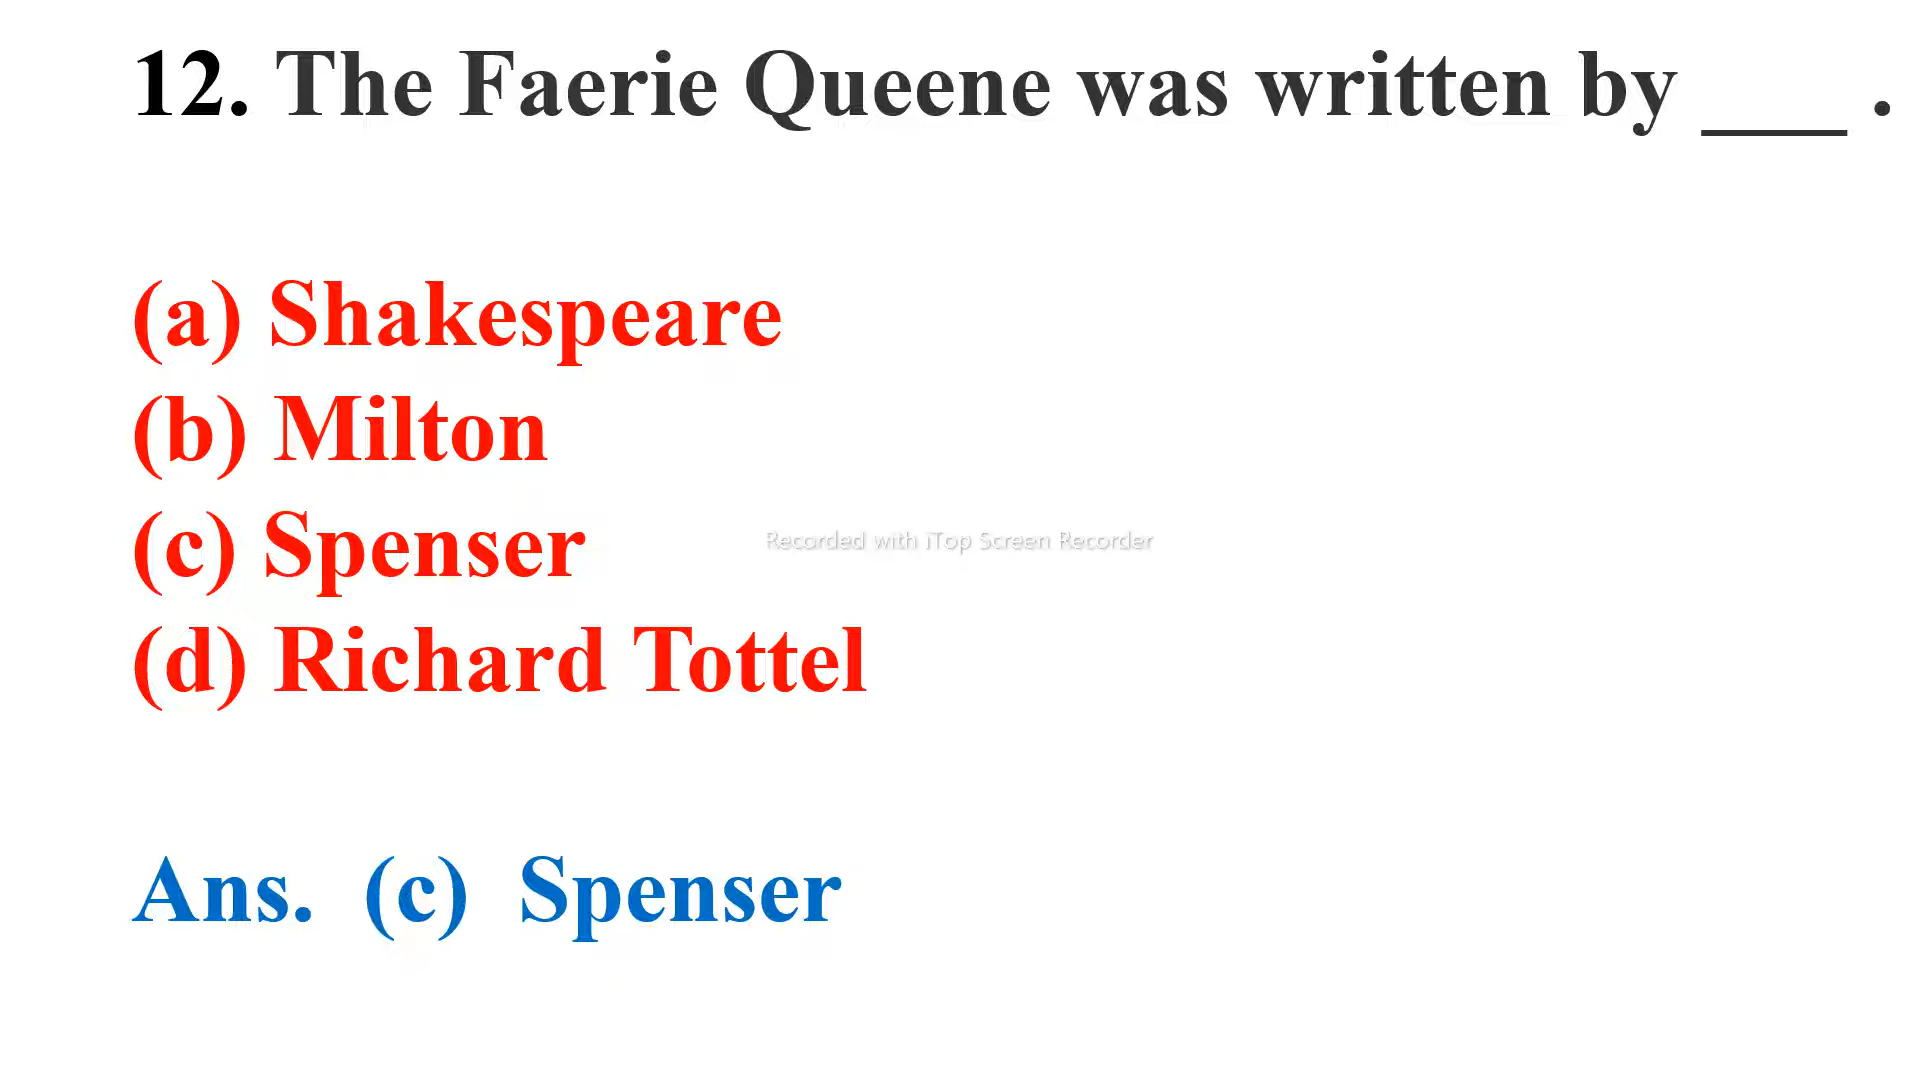 12. The Faerie Queene was written by ___ .
(a) Shakespeare
(b) Milton
(c) Spenser
Recorded with iTop Screen Recorder
(d) Richard Tottel
Ans. (c) Spenser